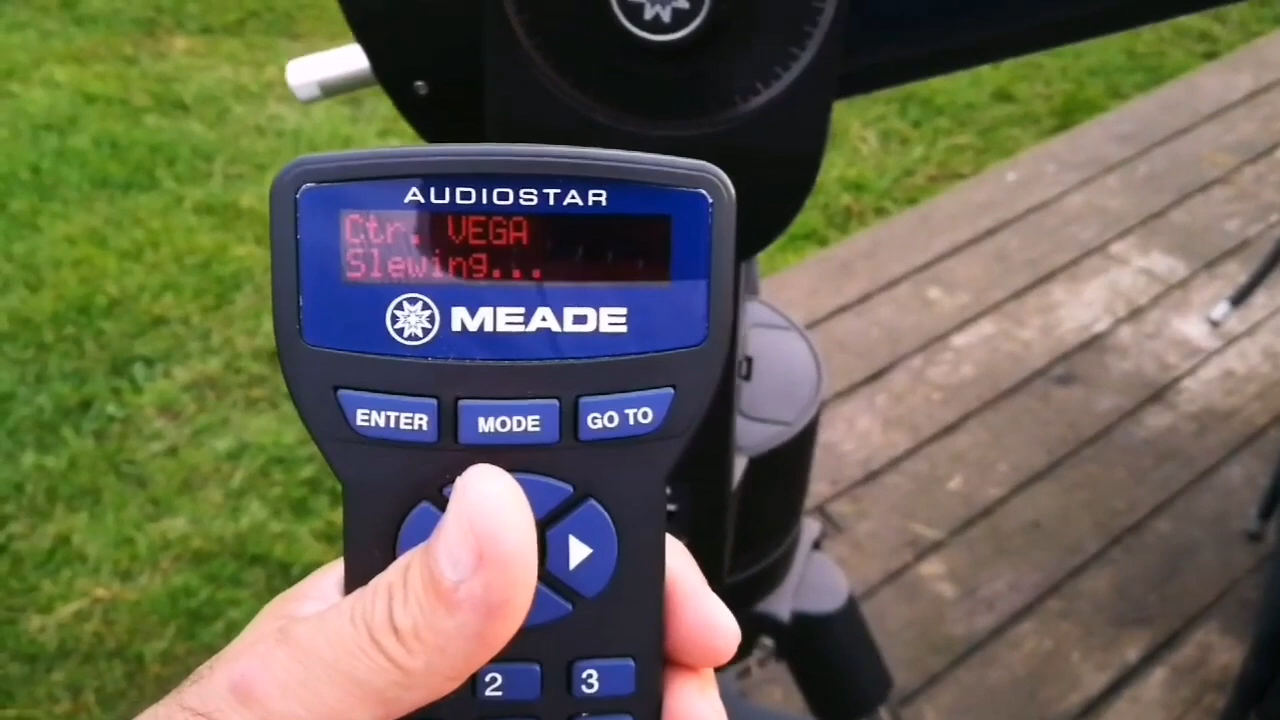 AUDIOSTAR
Ctr. VEGA
Slewing...
MEADE
ENTER MODE GO TO
2 3